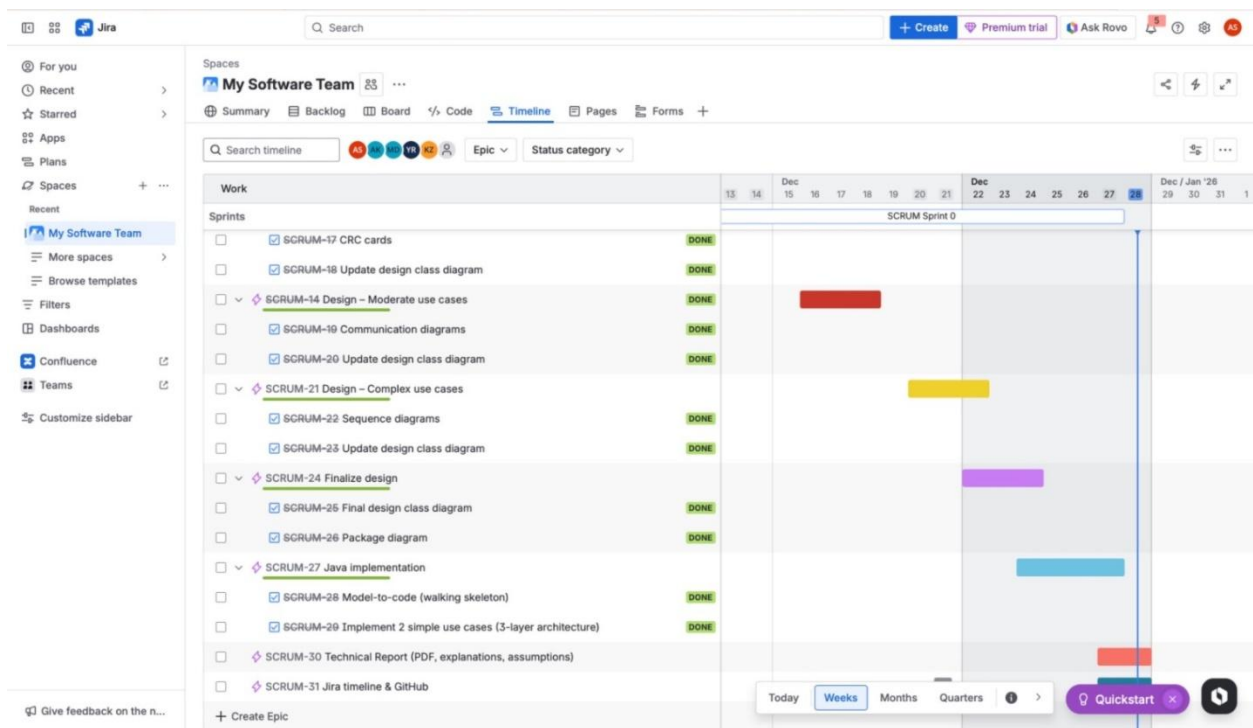 Jira
Search
+ Create
Premium trial
Ask Rovo
5
AS
For you
Recent
Starred
Apps
Plans
Spaces
Recent
My Software Team
More spaces
Browse templates
Filters
Dashboards
Confluence
Teams
Customize sidebar
Give feedback on the n...
Spaces
My Software Team
Summary Backlog Board Code Timeline Pages Forms
Search timeline
AS AK MD YR KZ
Epic
Status category
Work
Dec Dec Dec / Jan '26
13 14 15 16 17 18 19 20 21 22 23 24 25 26 27 28 29 30 31 1
Sprints
SCRUM Sprint 0
SCRUM-17 CRC cards DONE
SCRUM-18 Update design class diagram DONE
SCRUM-14 Design – Moderate use cases DONE
SCRUM-19 Communication diagrams DONE
SCRUM-20 Update design class diagram DONE
SCRUM-21 Design – Complex use cases
SCRUM-22 Sequence diagrams DONE
SCRUM-23 Update design class diagram DONE
SCRUM-24 Finalize design
SCRUM-25 Final design class diagram DONE
SCRUM-26 Package diagram DONE
SCRUM-27 Java implementation
SCRUM-28 Model-to-code (walking skeleton) DONE
SCRUM-29 Implement 2 simple use cases (3-layer architecture) DONE
SCRUM-30 Technical Report (PDF, explanations, assumptions)
SCRUM-31 Jira timeline & GitHub
+ Create Epic
Today Weeks Months Quarters
Quickstart